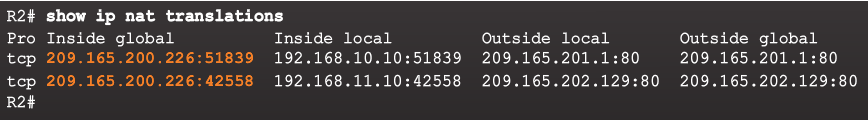 R2# show ip nat translations
Pro Inside global Inside local Outside local Outside global
tcp 209.165.200.226:51839 192.168.10.10:51839 209.165.201.1:80 209.165.201.1:80
tcp 209.165.200.226:42558 192.168.11.10:42558 209.165.202.129:80 209.165.202.129:80
R2#